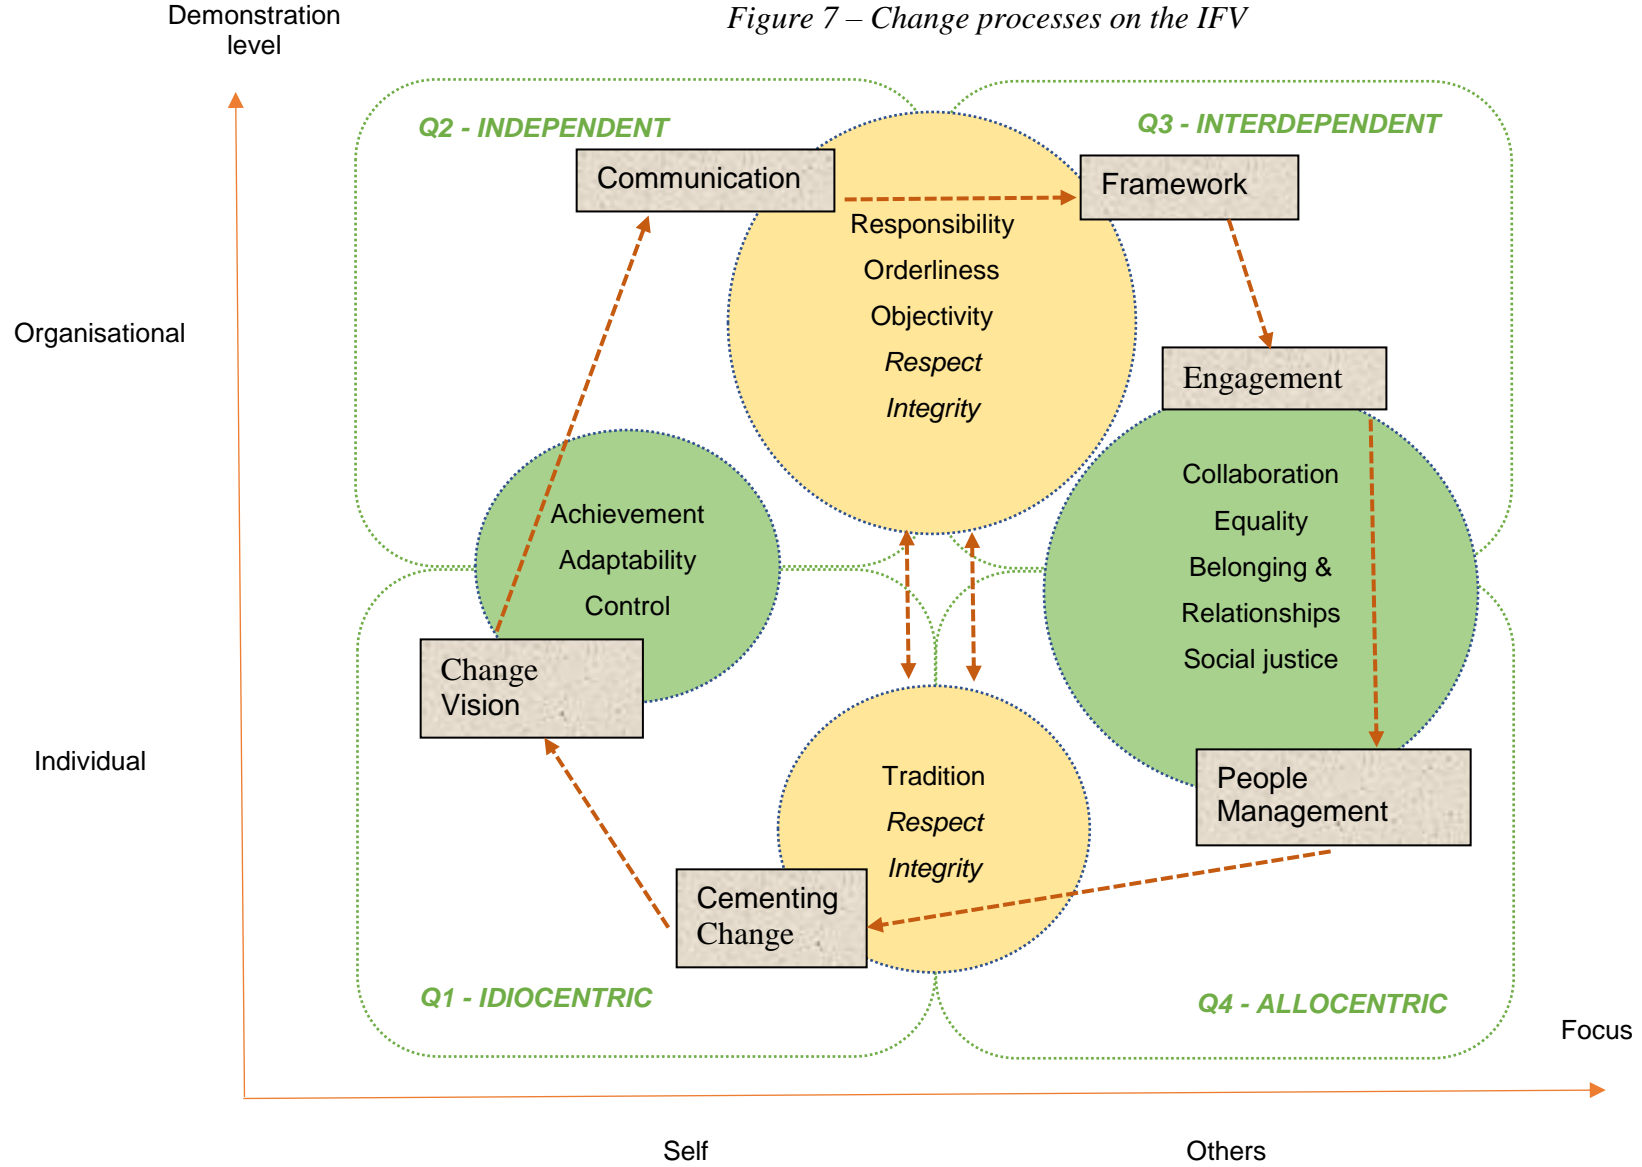 Demonstration
level
Figure 7 – Change processes on the IFV
Q2 - INDEPENDENT
Q3 - INTERDEPENDENT
Communication
Framework
Responsibility
Orderliness
Objectivity
Respect
Integrity
Organisational
Engagement
Collaboration
Equality
Belonging &
Relationships
Social justice
Achievement
Adaptability
Control
Change
Vision
Individual
Tradition
Respect
Integrity
People
Management
Cementing
Change
Q1 - IDIOCENTRIC
Q4 - ALLOCENTRIC
Focus
Self
Others